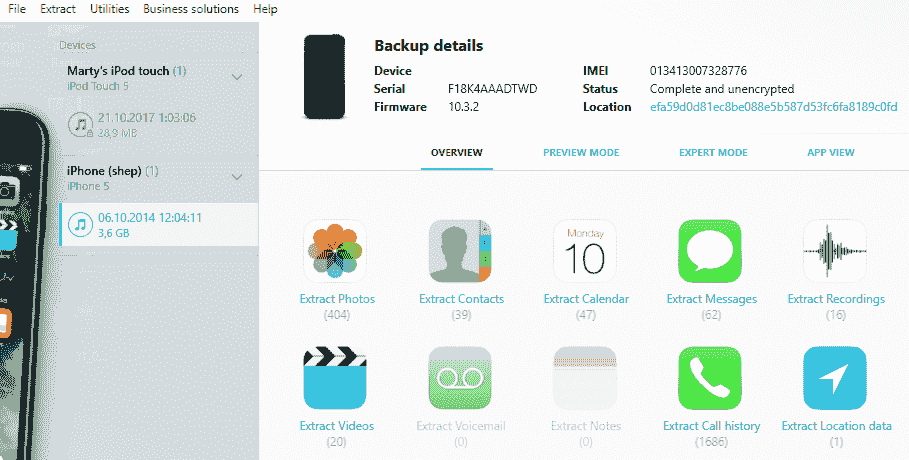 File Extract Utilities Business solutions Help
Devices
Marty's iPod touch (1)
iPod Touch 5
21.10.2017 1:03:06
28,9 MB
iPhone (shep) (1)
iPhone 5
06.10.2014 12:04:11
3,6 GB
Backup details
Device
Serial F18K4AAADTWD
Firmware 10.3.2
IMEI 013413007328776
Status Complete and unencrypted
Location efa59d0d81ec8be088e5b587d53fc6fa8189c0fd
OVERVIEW PREVIEW MODE EXPERT MODE APP VIEW
Monday
10
Extract Photos Extract Contacts Extract Calendar Extract Messages Extract Recordings
(404) (39) (47) (62) (16)
Extract Videos Extract Voicemail Extract Notes Extract Call history Extract Location data
(20) (0) (0) (1686) (1)